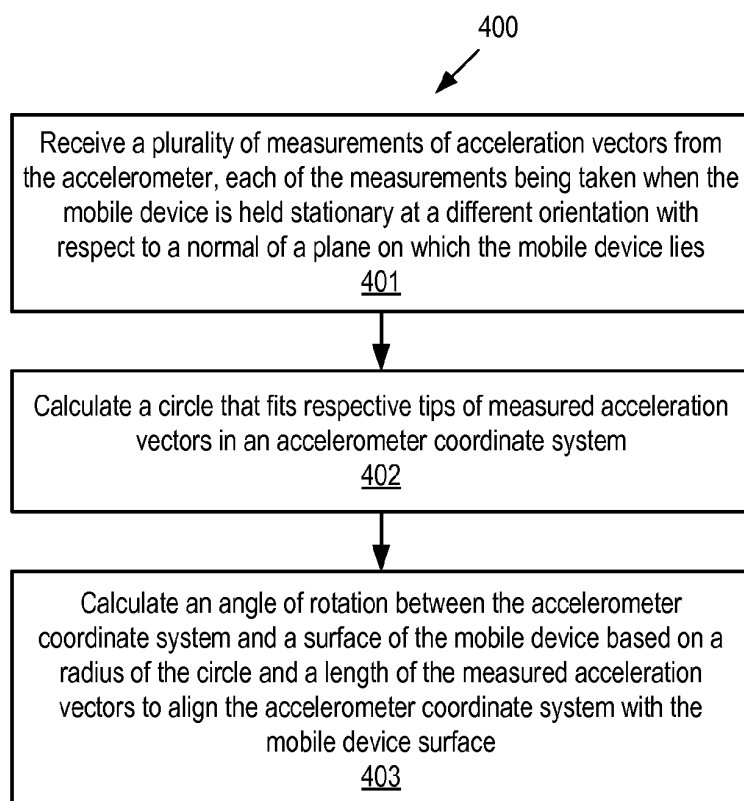 400
Receive a plurality of measurements of acceleration vectors from
the accelerometer, each of the measurements being taken when the
mobile device is held stationary at a different orientation with
respect to a normal of a plane on which the mobile device lies
401
Calculate a circle that fits respective tips of measured acceleration
vectors in an accelerometer coordinate system
402
Calculate an angle of rotation between the accelerometer
coordinate system and a surface of the mobile device based on a
radius of the circle and a length of the measured acceleration
vectors to align the accelerometer coordinate system with the
mobile device surface
403